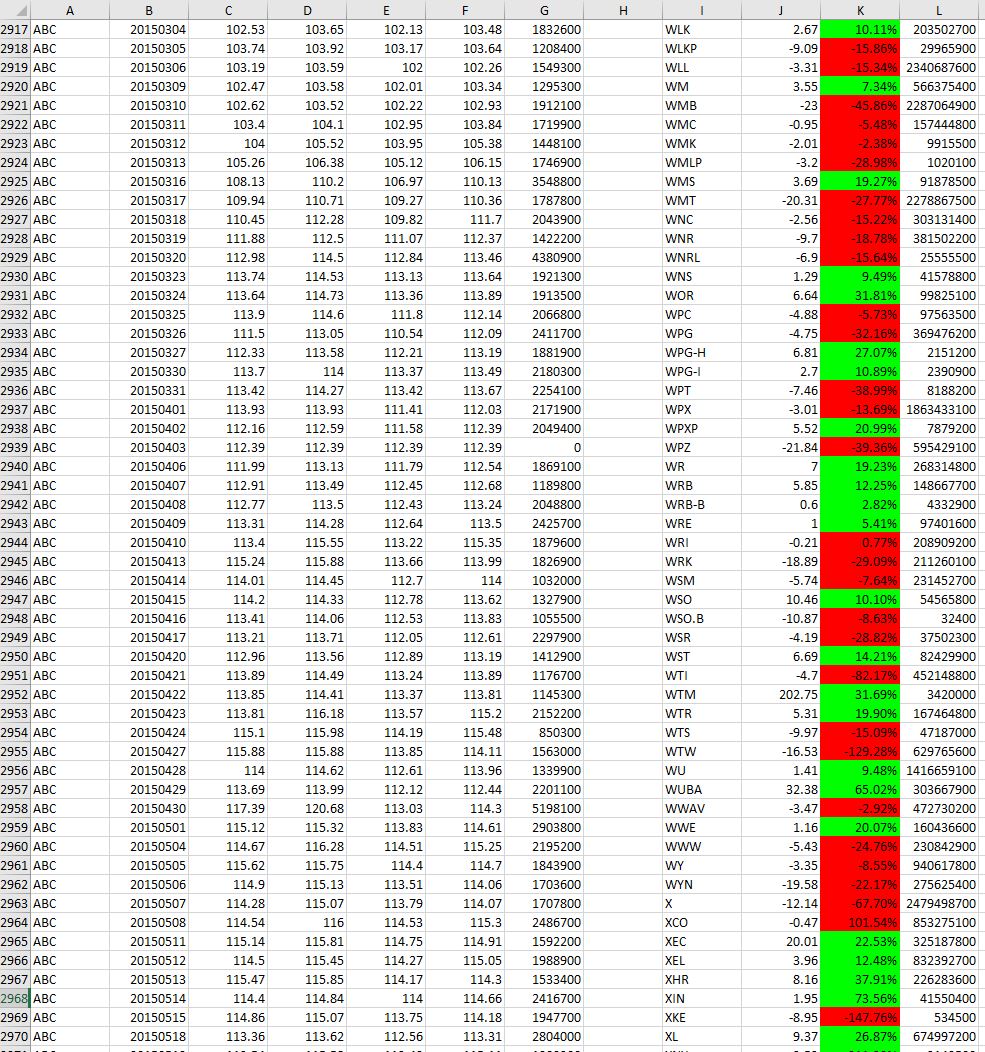 A B C D E F G H I J K L
2917 ABC 20150304 102.53 103.65 102.13 103.48 1832600 WLK 2.67 10.11% 203502700
2918 ABC 20150305 103.74 103.92 103.17 103.64 1208400 WLKP -9.09 -15.86% 29965900
2919 ABC 20150306 103.19 103.59 102 102.26 1549300 WLL -3.31 -15.34% 2340687600
2920 ABC 20150309 102.47 103.58 102.01 103.34 1295300 WM 3.55 7.34% 566375400
2921 ABC 20150310 102.62 103.52 102.22 102.93 1912100 WMB -23 -45.86% 2287064900
2922 ABC 20150311 103.4 104.1 102.95 103.84 1719900 WMC -0.95 -5.48% 157444800
2923 ABC 20150312 104 105.52 103.95 105.38 1448100 WMK -2.01 -2.38% 9915500
2924 ABC 20150313 105.26 106.38 105.12 106.15 1746900 WMLP -3.2 -28.98% 1020100
2925 ABC 20150316 108.13 110.2 106.97 110.13 3548800 WMS 3.69 19.27% 91878500
2926 ABC 20150317 109.94 110.71 109.27 110.36 1787800 WMT -20.31 -27.77% 2278867500
2927 ABC 20150318 110.45 112.28 109.82 111.7 2043900 WNC -2.56 -15.22% 303131400
2928 ABC 20150319 111.88 112.5 111.07 112.37 1422200 WNR -9.7 -18.78% 381502200
2929 ABC 20150320 112.98 114.5 112.84 113.46 4380900 WNRL -6.9 -15.64% 25555500
2930 ABC 20150323 113.74 114.53 113.13 113.64 1921300 WNS 1.29 9.49% 41578800
2931 ABC 20150324 113.64 114.73 113.36 113.89 1913500 WOR 6.64 31.81% 99825100
2932 ABC 20150325 113.9 114.6 111.8 112.14 2066800 WPC -4.88 -5.73% 97563500
2933 ABC 20150326 111.5 113.05 110.54 112.09 2411700 WPG -4.75 -32.16% 369476200
2934 ABC 20150327 112.33 113.58 112.21 113.19 1881900 WPG-H 6.81 27.07% 2151200
2935 ABC 20150330 113.7 114 113.37 113.49 2180300 WPG-I 2.7 10.89% 2390900
2936 ABC 20150331 113.42 114.27 113.42 113.67 2254100 WPT -7.46 -38.99% 8188200
2937 ABC 20150401 113.93 113.93 111.41 112.03 2171900 WPX -3.01 -13.69% 1863433100
2938 ABC 20150402 112.16 112.59 111.58 112.39 2049400 WPXP 5.52 20.99% 7879200
2939 ABC 20150403 112.39 112.39 112.39 112.39 0 WPZ -21.84 -39.36% 595429100
2940 ABC 20150406 111.99 113.13 111.79 112.54 1869100 WR 7 19.23% 268314800
2941 ABC 20150407 112.91 113.49 112.45 112.68 1189800 WRB 5.85 12.25% 148667700
2942 ABC 20150408 112.77 113.5 112.43 113.24 2048800 WRB-B 0.6 2.82% 4332900
2943 ABC 20150409 113.31 114.28 112.64 113.5 2425700 WRE 1 5.41% 97401600
2944 ABC 20150410 113.4 115.55 113.22 115.35 1879600 WRI -0.21 0.77% 208909200
2945 ABC 20150413 115.24 115.88 113.66 113.99 1826900 WRK -18.89 -29.09% 211260100
2946 ABC 20150414 114.01 114.45 112.7 114 1032000 WSM -5.74 -7.64% 231452700
2947 ABC 20150415 114.2 114.33 112.78 113.62 1327900 WSO 10.46 10.10% 54565800
2948 ABC 20150416 113.41 114.06 112.53 113.83 1055500 WSO.B -10.87 -8.63% 32400
2949 ABC 20150417 113.21 113.71 112.05 112.61 2297900 WSR -4.19 -28.82% 37502300
2950 ABC 20150420 112.96 113.56 112.89 113.19 1412900 WST 6.69 14.21% 82429900
2951 ABC 20150421 113.89 114.49 113.24 113.89 1176700 WTI -4.7 -82.17% 452148800
2952 ABC 20150422 113.85 114.41 113.37 113.81 1145300 WTM 202.75 31.69% 3420000
2953 ABC 20150423 113.81 116.18 113.57 115.2 2152200 WTR 5.31 19.90% 167464800
2954 ABC 20150424 115.1 115.98 114.19 115.48 850300 WTS -9.97 -15.09% 47187000
2955 ABC 20150427 115.88 115.88 113.85 114.11 1563000 WTW -16.53 -129.28% 629765600
2956 ABC 20150428 114 114.62 112.61 113.96 1339900 WU 1.41 9.48% 1416659100
2957 ABC 20150429 113.69 113.99 112.12 112.44 2201100 WUBA 32.38 65.02% 303667900
2958 ABC 20150430 117.39 120.68 113.03 114.3 5198100 WWAV -3.47 -2.92% 472730200
2959 ABC 20150501 115.12 115.32 113.83 114.61 2903800 WWE 1.16 20.07% 160436600
2960 ABC 20150504 114.67 116.28 114.51 115.25 2195200 WWW -5.43 -24.76% 230842900
2961 ABC 20150505 115.62 115.75 114.4 114.7 1843900 WY -3.35 -8.55% 940617800
2962 ABC 20150506 114.9 115.13 113.51 114.06 1703600 WYN -19.58 -22.17% 275625400
2963 ABC 20150507 114.28 115.07 113.79 114.07 1707800 X -12.14 -67.70% 2479498700
2964 ABC 20150508 114.54 116 114.53 115.3 2486700 XCO -0.47 101.54% 853275100
2965 ABC 20150511 115.14 115.81 114.75 114.91 1592200 XEC 20.01 22.53% 325187800
2966 ABC 20150512 114.5 115.45 114.27 115.05 1988900 XEL 3.96 12.48% 832392700
2967 ABC 20150513 115.47 115.85 114.17 114.3 1533400 XHR 8.16 37.91% 226283600
2968 ABC 20150514 114.4 114.84 114 114.66 2416700 XIN 1.95 73.56% 41550400
2969 ABC 20150515 114.86 115.07 113.75 114.18 1947700 XKE -8.95 -147.76% 534500
2970 ABC 20150518 113.36 113.62 112.56 113.31 2804000 XL 9.37 26.87% 674997200